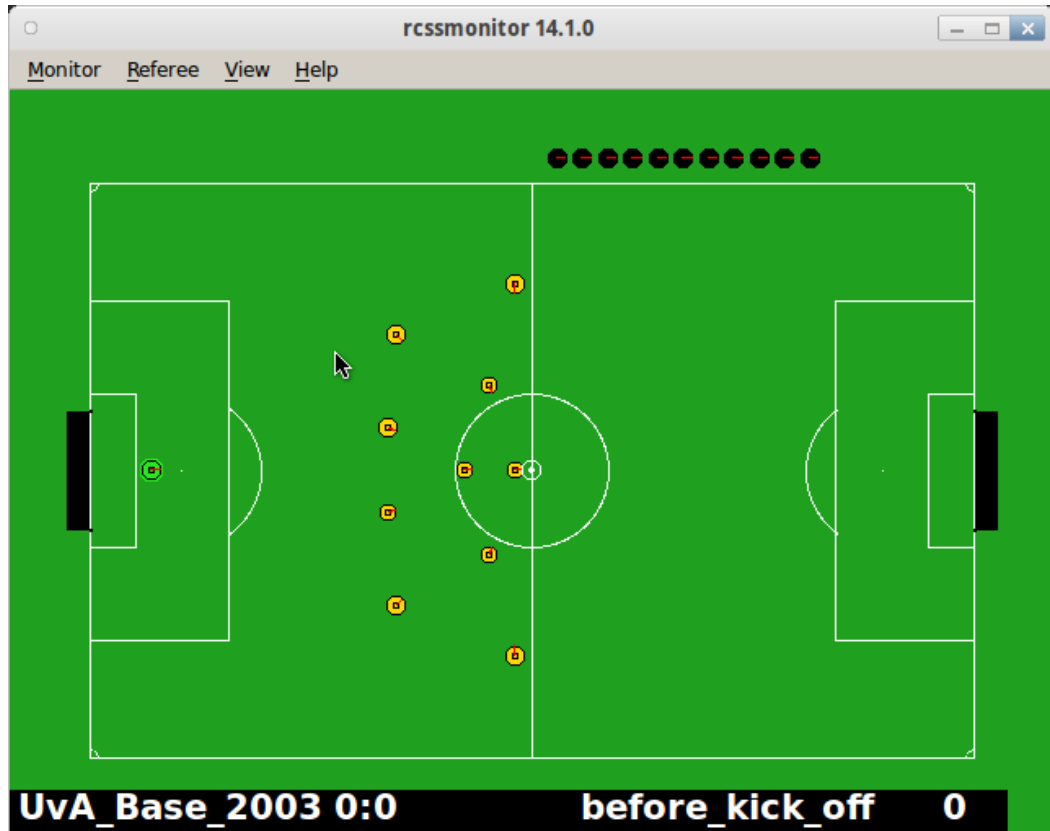 rcssmonitor 14.1.0
Monitor Referee View Help
UvA_Base_2003 0:0 before_kick_off 0